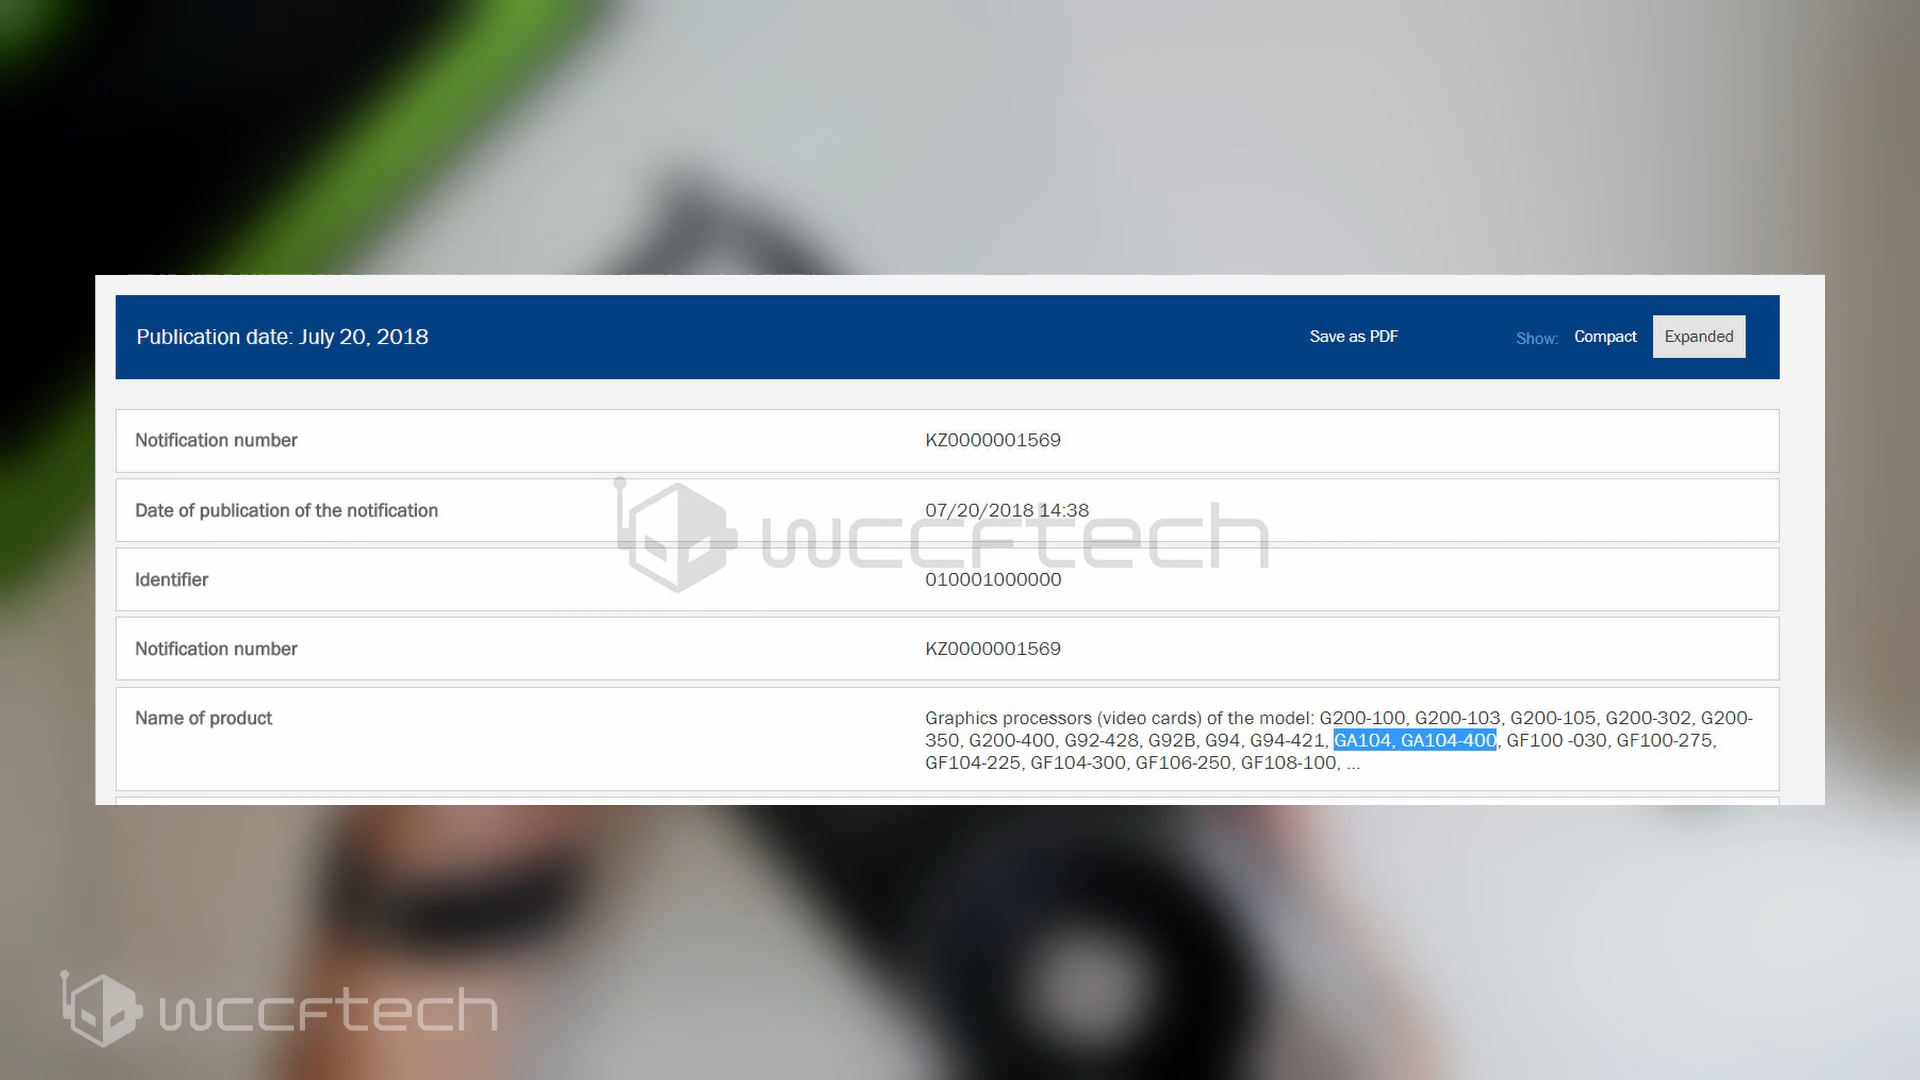 Publication date: July 20, 2018
Save as PDF
Show:
Compact
Expanded
Notification number
KZ0000001569
Date of publication of the notification
07/20/2018 14:38
wccftech
Identifier
010001000000
Notification number
KZ0000001569
Name of product
Graphics processors (video cards) of the model: G200-100, G200-103, G200-105, G200-302, G200-
350, G200-400, G92-428, G92B, G94, G94-421, GA104, GA104-400, GF100 -030, GF100-275,
GF104-225, GF104-300, GF106-250, GF108-100, ...
wccftech